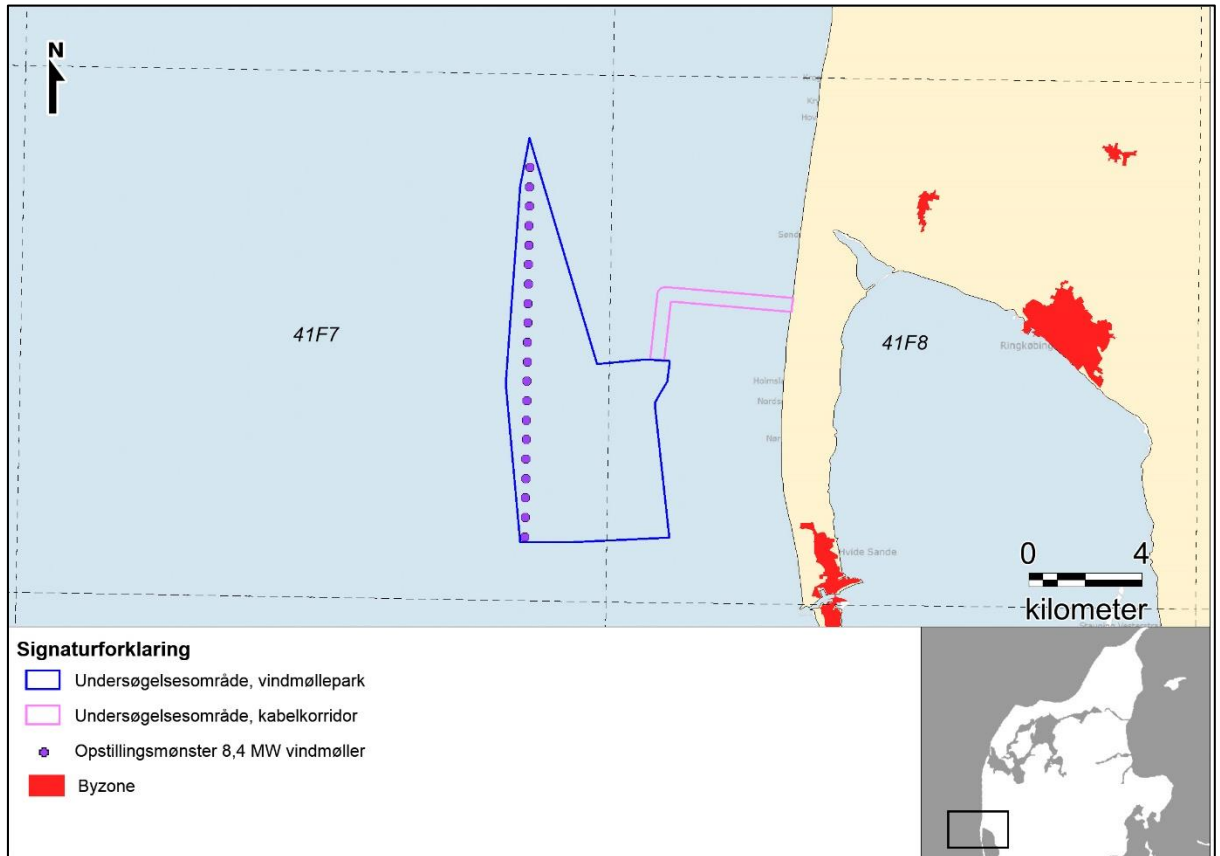 N
Hov
41F7
41F8
Ringkøbing
Hvide Sande
0 4
kilometer
Signaturforklaring
Undersøgelsesområde, vindmøllepark
Undersøgelsesområde, kabelkorridor
Opstillingsmønster 8,4 MW vindmøller
Byzone